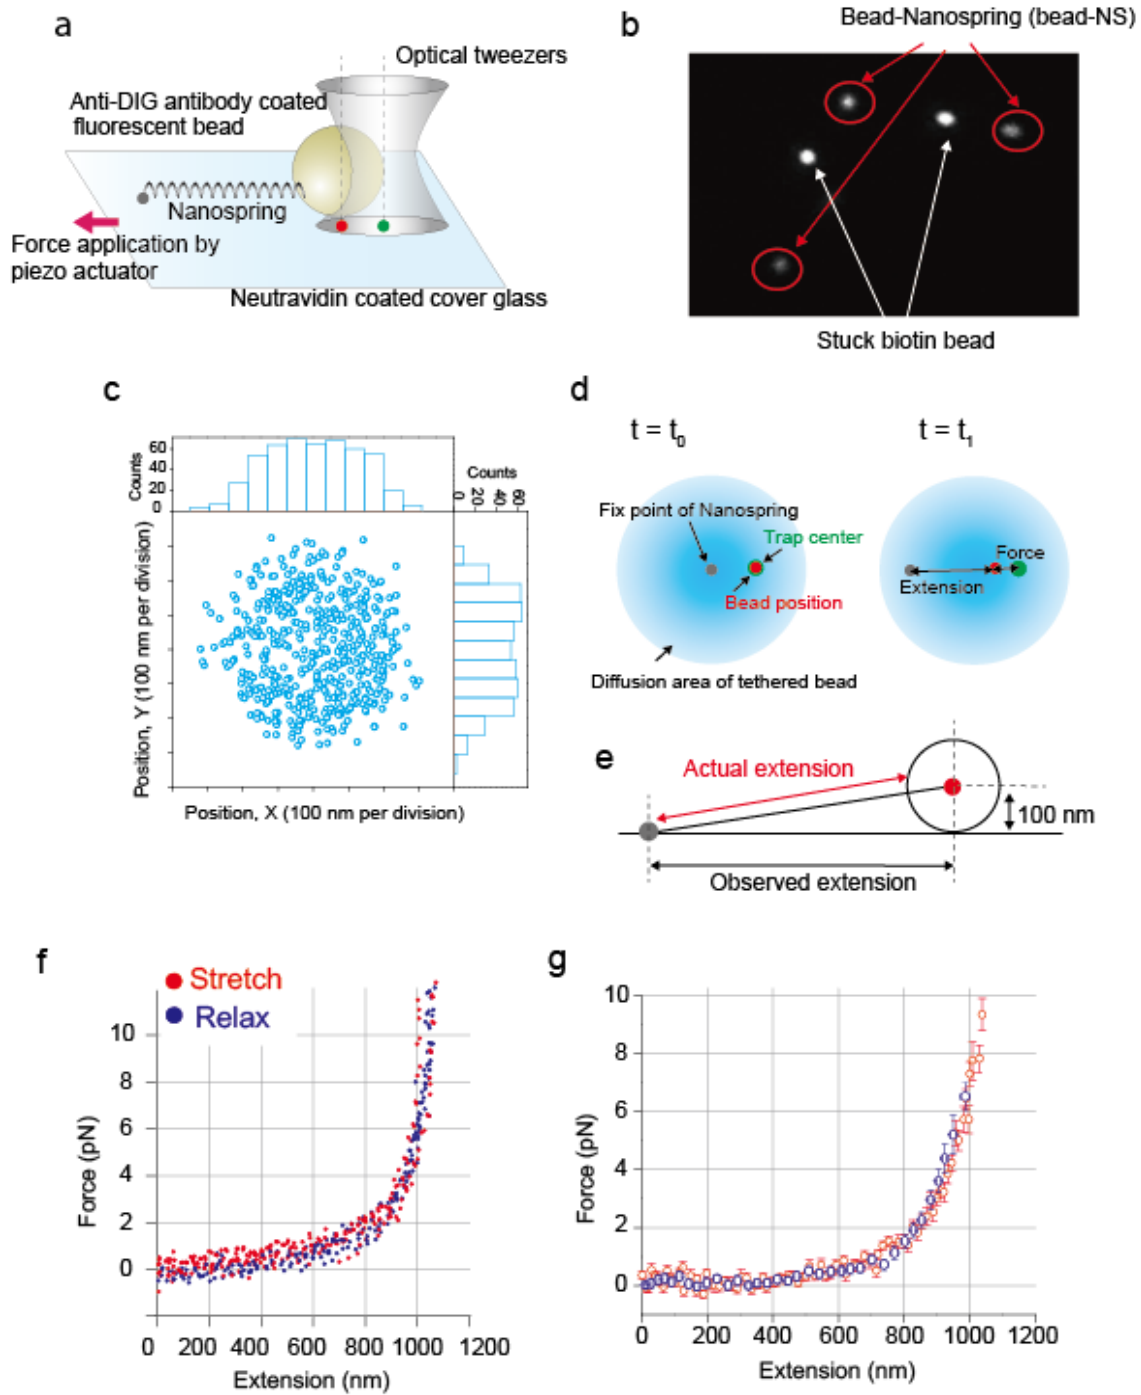 a
Optical tweezers
Anti-DIG antibody coated
fluorescent bead
Nanospring
Force application by
piezo actuator
Neutravidin coated cover glass
b
Bead-Nanospring (bead-NS)
Stuck biotin bead
c
Counts
60
40
20
0
Counts
0
20
40
60
Position, Y (100 nm per division)
Position, X (100 nm per division)
d
t = t0
t = t1
Fix point of Nanospring
Trap center
Bead position
Diffusion area of tethered bead
Force
Extension
e
Actual extension
100 nm
Observed extension
f
Stretch
Relax
Force (pN)
10
8
6
4
2
0
0 200 400 600 800 1000 1200
Extension (nm)
g
Force (pN)
10
8
6
4
2
0
0 200 400 600 800 1000 1200
Extension (nm)